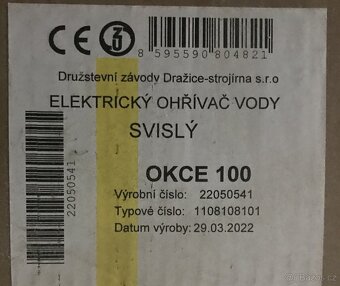 CE
8 595590 804821
Družstevní závody Dražice-strojírna s.r.o
ELEKTRICKÝ OHŘÍVAČ VODY
SVISLÝ
OKCE 100
Výrobní číslo: 22050541
Typové číslo: 1108108101
Datum výroby: 29.03.2022
22050541